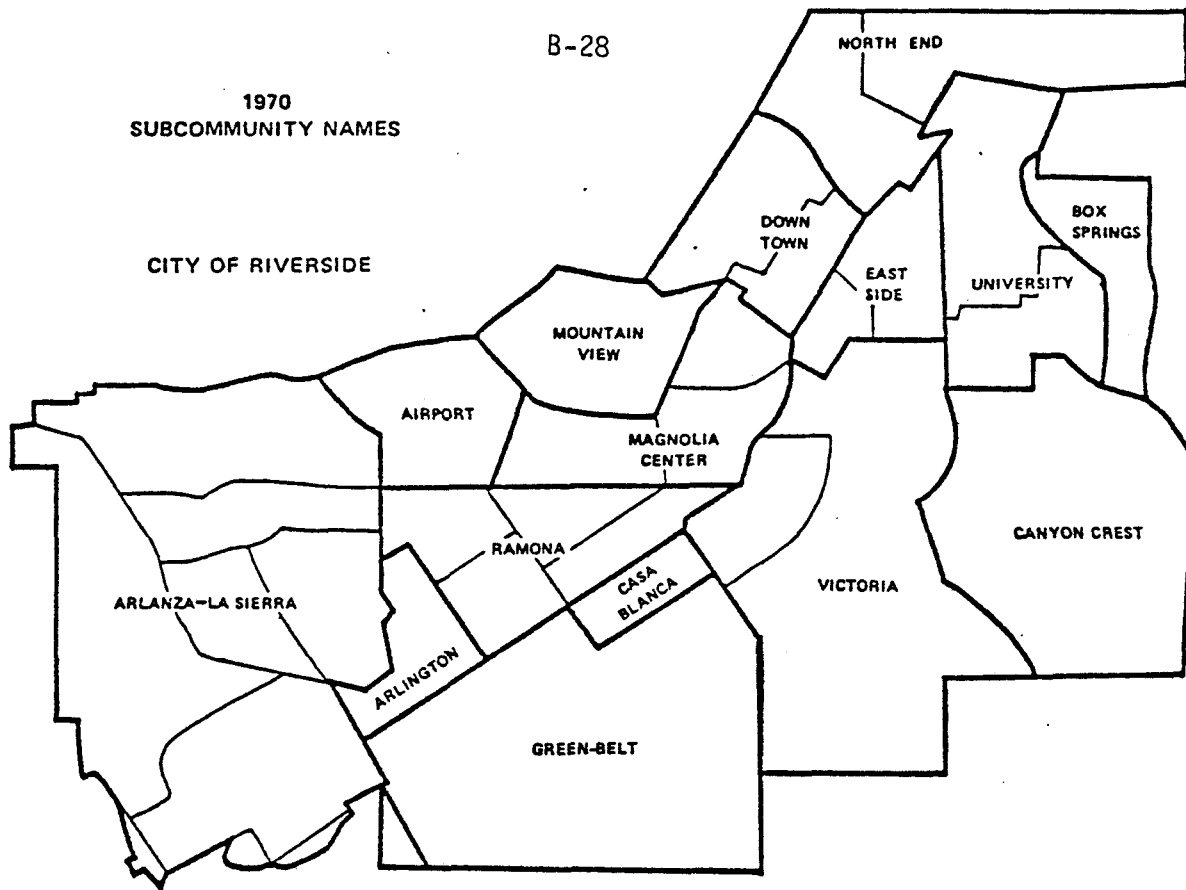 B-28
1970
SUBCOMMUNITY NAMES
CITY OF RIVERSIDE
NORTH END
DOWN
TOWN
BOX
SPRINGS
EAST
SIDE
UNIVERSITY
MOUNTAIN
VIEW
AIRPORT
MAGNOLIA
CENTER
RAMONA
CASA
BLANCA
CANYON CREST
VICTORIA
ARLANZA-LA SIERRA
ARLINGTON
GREEN-BELT